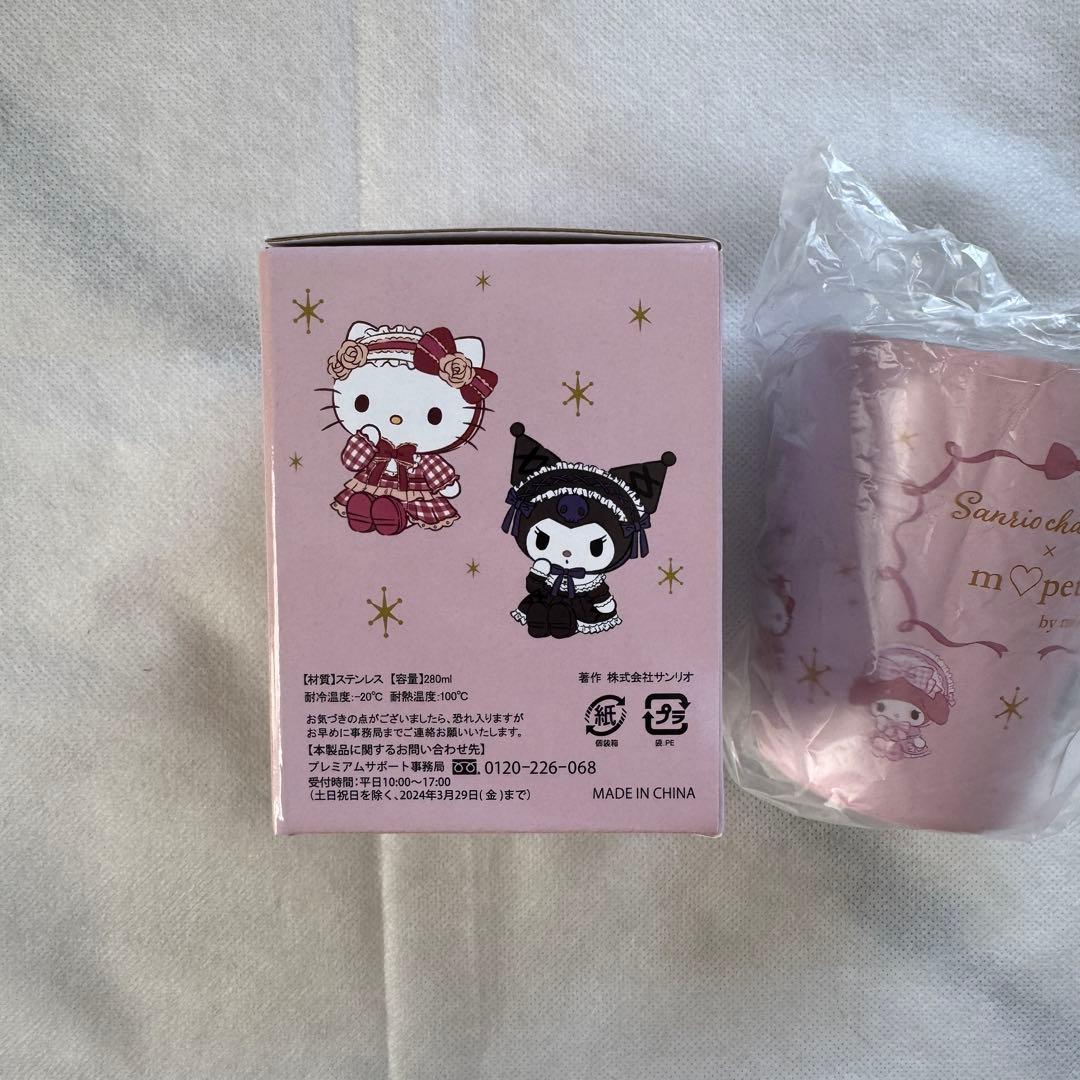 【材質】ステンレス 【容量】280ml
耐冷温度:-20℃ 耐熱温度:100℃
お気づきの点がございましたら、恐れ入りますが
お早めに事務局までご連絡お願いいたします。
【本製品に関するお問い合わせ先】
プレミアムサポート事務局 0120-226-068
受付時間:平日10:00~17:00
(土日祝日を除く、2024年3月29日(金)まで)
著作 株式会社サンリオ
紙
個装箱
プラ
袋:PE
MADE IN CHINA
Sanrio
×
m♡
by